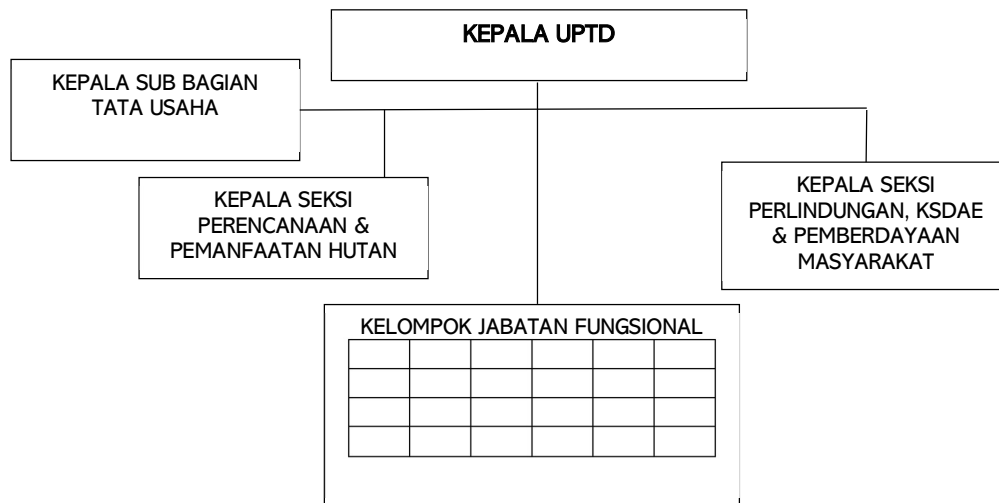 KEPALA UPTD
KEPALA SUB BAGIAN
TATA USAHA
KEPALA SEKSI
PERENCANAAN &
PEMANFAATAN HUTAN
KEPALA SEKSI
PERLINDUNGAN, KSDAE
& PEMBERDAYAAN
MASYARAKAT
KELOMPOK JABATAN FUNGSIONAL